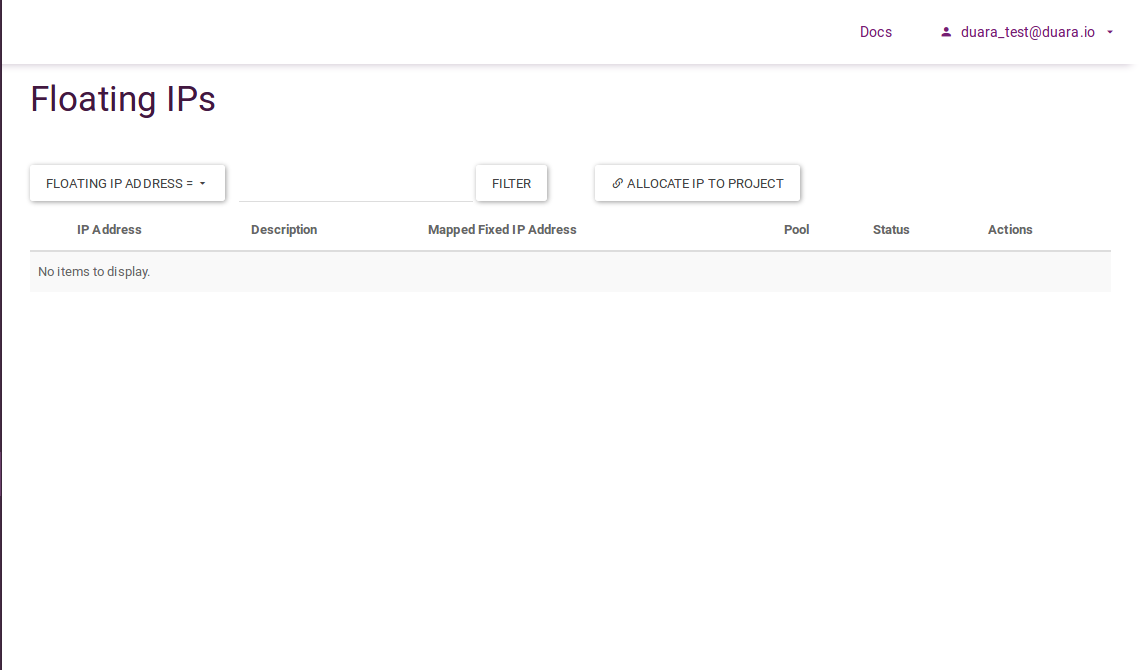 Docs
duara_test@duara.io
Floating IPs
FLOATING IP ADDRESS =
FILTER
ALLOCATE IP TO PROJECT
IP Address Description Mapped Fixed IP Address Pool Status Actions
No items to display.